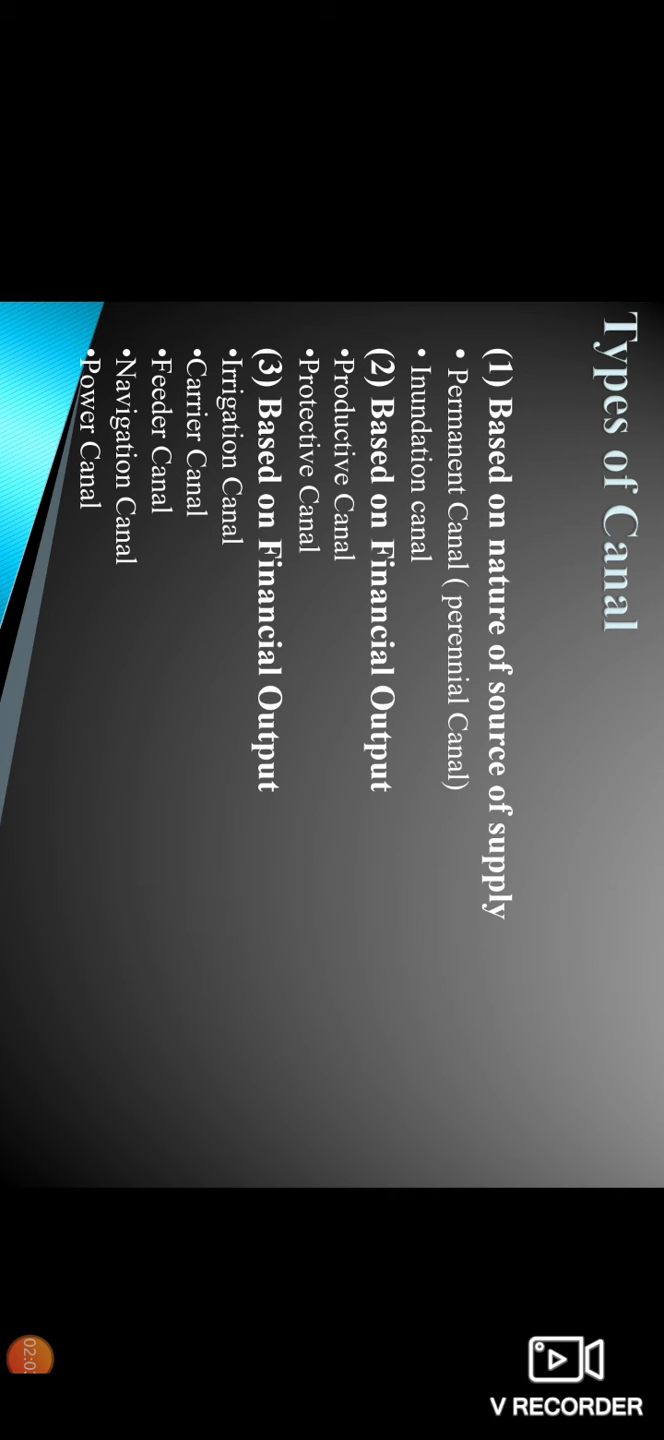 Types of Canal
(1) Based on nature of source of supply
• Permanent Canal ( perennial Canal)
• Inundation canal
(2) Based on Financial Output
•Productive Canal
•Protective Canal
(3) Based on Financial Output
•Irrigation Canal
•Carrier Canal
•Feeder Canal
•Navigation Canal
•Power Canal
V RECORDER